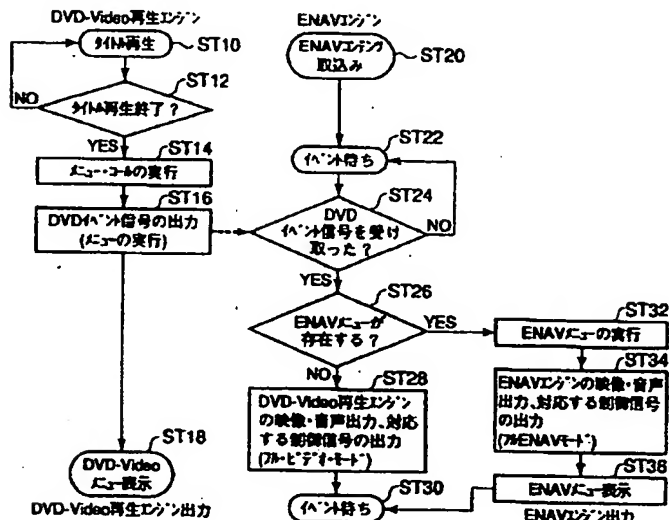 DVD-Video再生エンジン
タイトル再生
ST10
ST12
NO
タイトル再生終了?
YES
ST14
メニュー・コールの実行
ST16
DVDイベント信号の出力
(メニューの実行)
ST18
DVD-Video
メニュー表示
DVD-Video再生エンジン出力
ENAVエンジン
ENAVコンテンツ
取込み
ST20
ST22
イベント待ち
ST24
DVD
イベント信号を受け
取った?
NO
YES
ST26
ENAVメニューが
存在する?
YES
NO
ST28
DVD-Video再生エンジン
の映像・音声出力、対応
する制御信号の出力
(フル・ビデオ・モード)
ST30
イベント待ち
ST32
ENAVメニューの実行
ST34
ENAVエンジンの映像・音声
出力、対応する制御信号
の出力
(フルENAVモード)
ST36
ENAVメニュー表示
ENAVエンジン出力